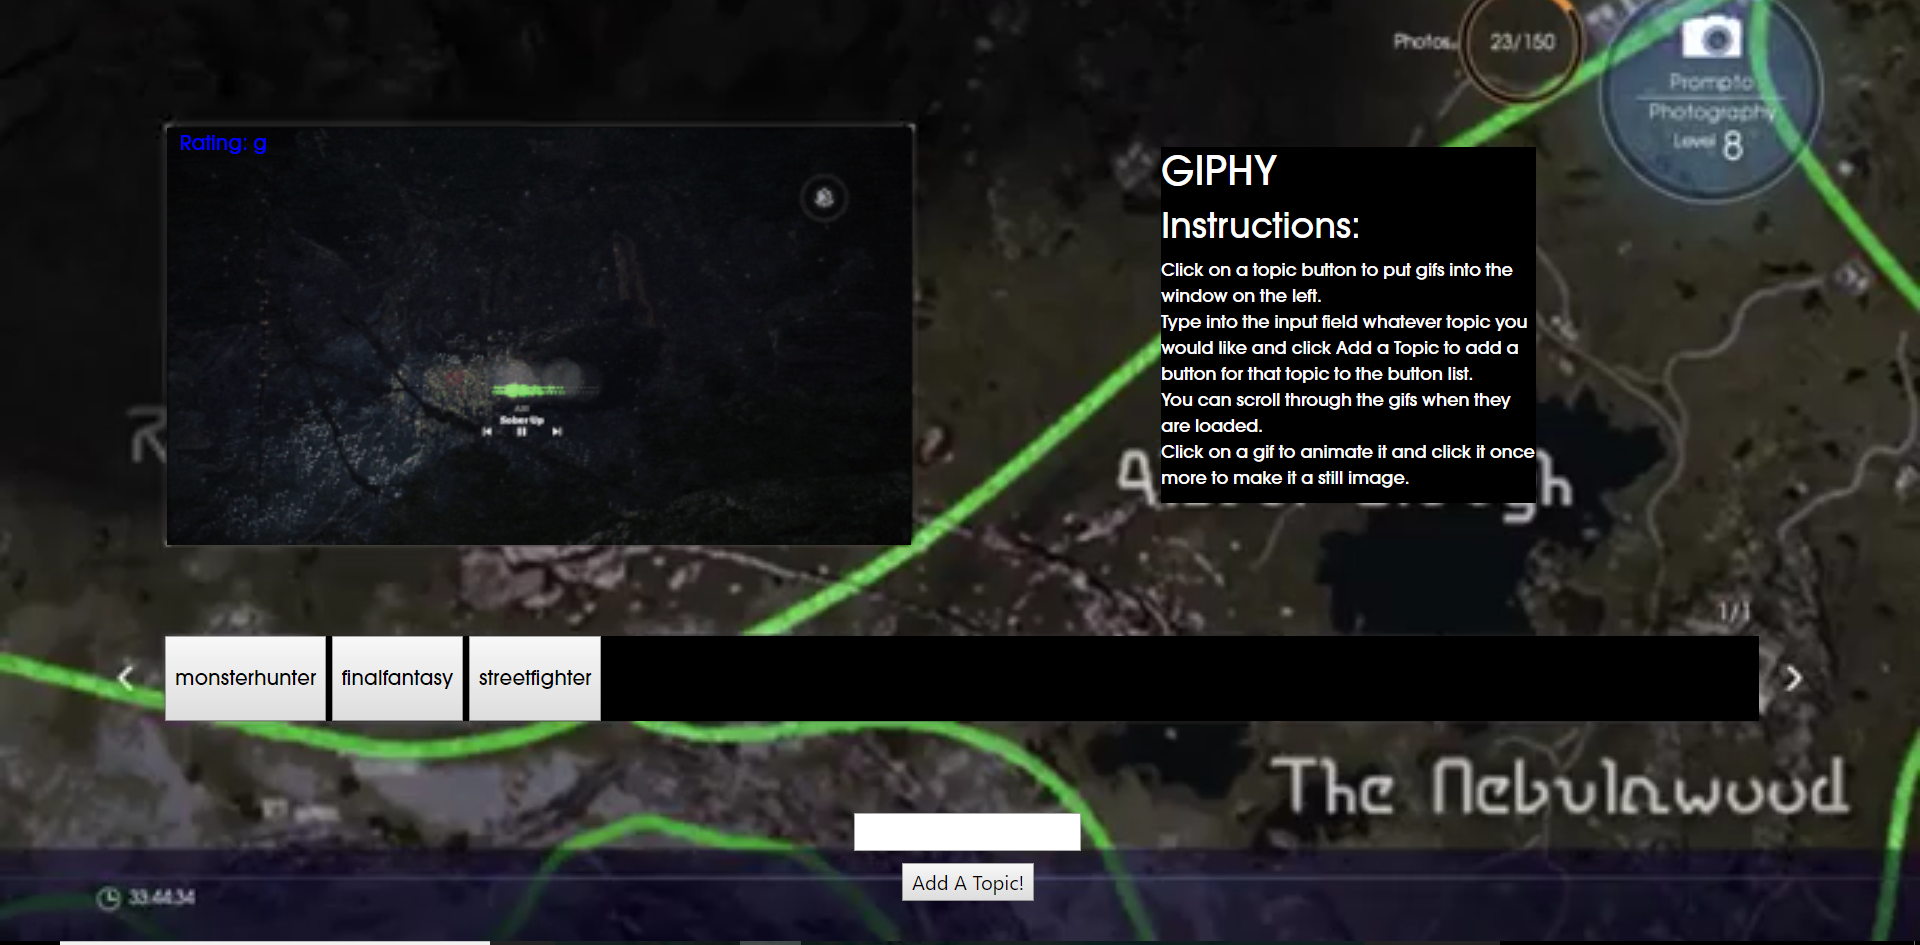 Photos
23/150
Prompto
Photography
Level 8
Rating: g
Sober Up
GIPHY
Instructions:
Click on a topic button to put gifs into the
window on the left.
Type into the input field whatever topic you
would like and click Add a Topic to add a
button for that topic to the button list.
You can scroll through the gifs when they
are loaded.
Click on a gif to animate it and click it once
more to make it a still image.
1/1
monsterhunter
finalfantasy
streetfighter
The Nebulawood
Add A Topic!
33:44:34